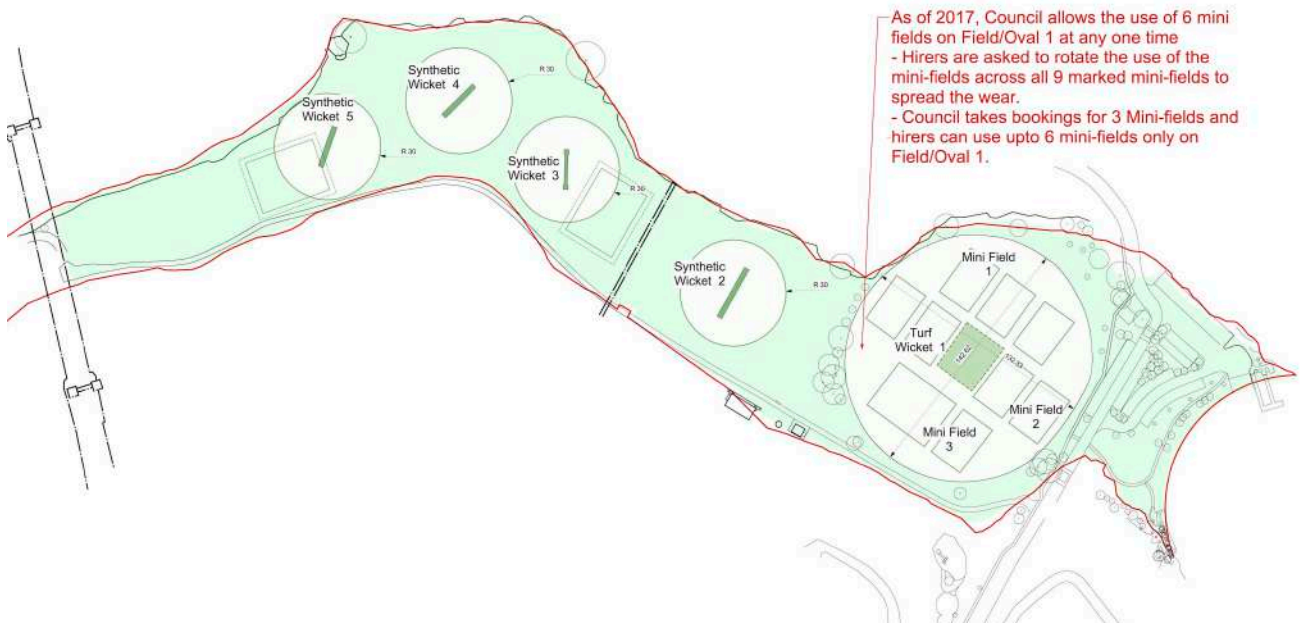 As of 2017, Council allows the use of 6 mini
fields on Field/Oval 1 at any one time
- Hirers are asked to rotate the use of the
mini-fields across all 9 marked mini-fields to
spread the wear.
- Council takes bookings for 3 Mini-fields and
hirers can use upto 6 mini-fields only on
Field/Oval 1.
Synthetic
Wicket 4
R 30
Synthetic
Wicket 5
R 30
Synthetic
Wicket 3
R 30
Synthetic
Wicket 2
R 30
Mini Field
1
Turf
Wicket 1
142.62
Mini Field
2
Mini Field
3